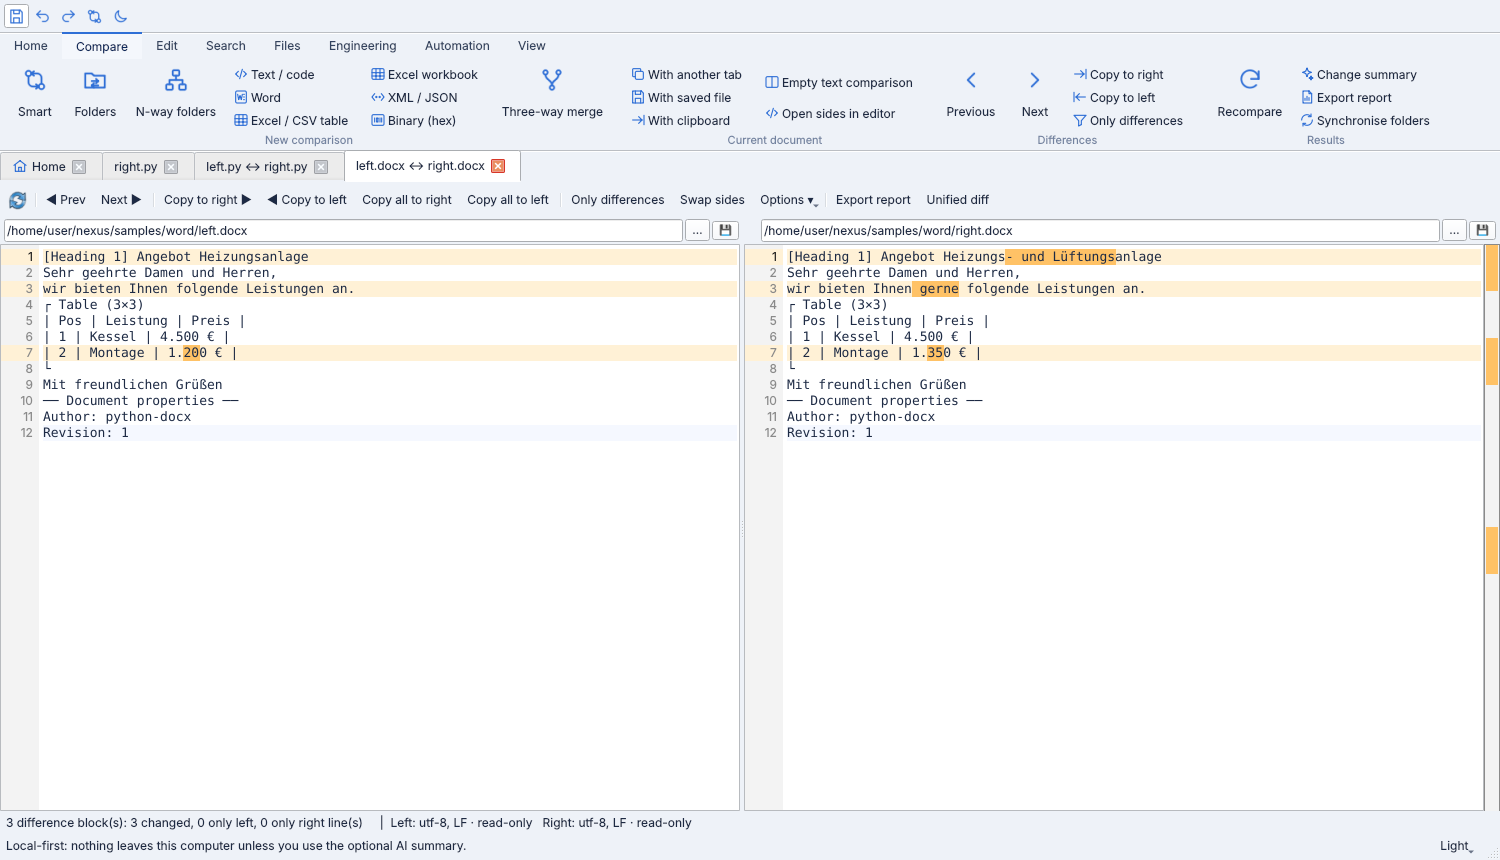 Home Compare Edit Search Files Engineering Automation View
Smart
Folders
N-way folders
Text / code
Word
Excel / CSV table
Excel workbook
XML / JSON
Binary (hex)
New comparison
Three-way merge
With another tab
With saved file
With clipboard
Empty text comparison
Open sides in editor
Current document
Previous
Next
Copy to right
Copy to left
Only differences
Differences
Recompare
Change summary
Export report
Synchronise folders
Results
Home right.py left.py ↔ right.py left.docx ↔ right.docx
◀ Prev Next ▶ Copy to right ▶ ◀ Copy to left Copy all to right Copy all to left Only differences Swap sides Options ▾ Export report Unified diff
/home/user/nexus/samples/word/left.docx ...
1 [Heading 1] Angebot Heizungsanlage
2 Sehr geehrte Damen und Herren,
3 wir bieten Ihnen folgende Leistungen an.
4 ┌ Table (3×3)
5 | Pos | Leistung | Preis |
6 | 1 | Kessel | 4.500 € |
7 | 2 | Montage | 1.200 € |
8 └
9 Mit freundlichen Grüßen
10 ── Document properties ──
11 Author: python-docx
12 Revision: 1
/home/user/nexus/samples/word/right.docx ...
1 [Heading 1] Angebot Heizungs- und Lüftungsanlage
2 Sehr geehrte Damen und Herren,
3 wir bieten Ihnen gerne folgende Leistungen an.
4 ┌ Table (3×3)
5 | Pos | Leistung | Preis |
6 | 1 | Kessel | 4.500 € |
7 | 2 | Montage | 1.350 € |
8 └
9 Mit freundlichen Grüßen
10 ── Document properties ──
11 Author: python-docx
12 Revision: 1
3 difference block(s): 3 changed, 0 only left, 0 only right line(s) | Left: utf-8, LF · read-only Right: utf-8, LF · read-only
Local-first: nothing leaves this computer unless you use the optional AI summary. Light